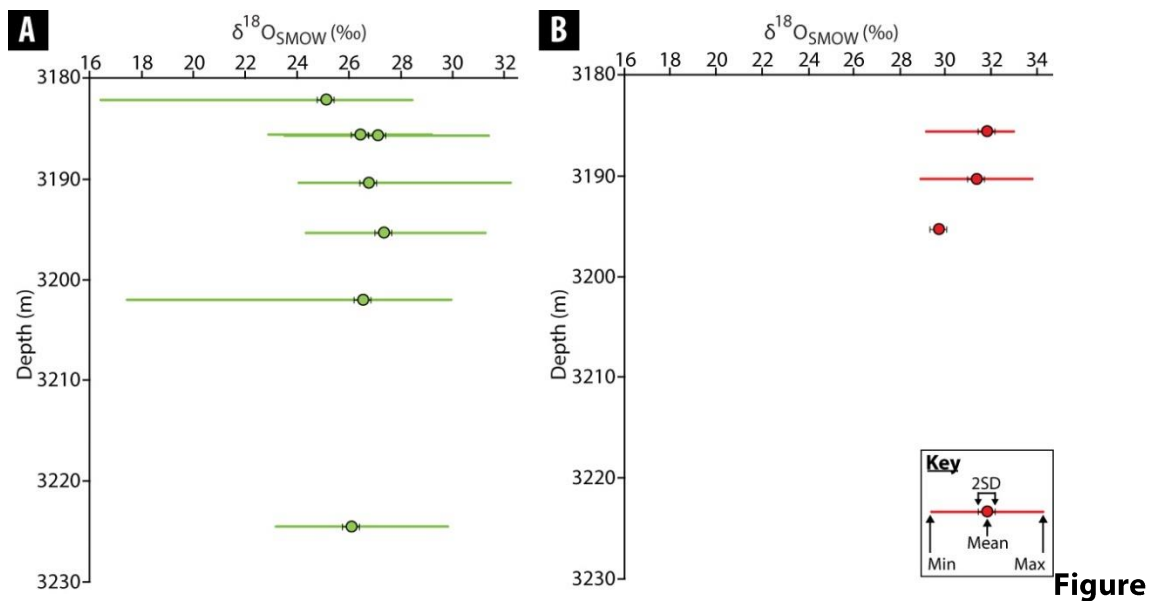 A
δ18OSMOW (‰)
16 18 20 22 24 26 28 30 32
3180
3190
3200
3210
3220
3230
Depth (m)
B
δ18OSMOW (‰)
16 18 20 22 24 26 28 30 32 34
3180
3190
3200
3210
3220
3230
Depth (m)
Key
2SD
Mean
Min Max
Figure